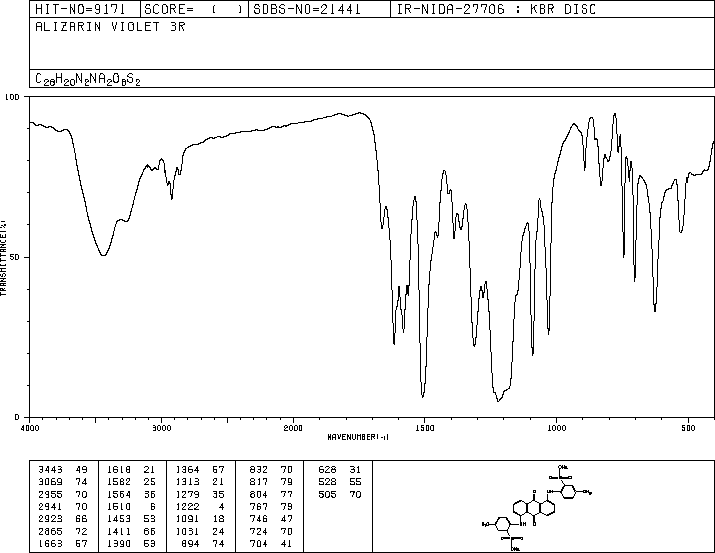 HIT-NO=9171 SCORE= ( ) SDBS-NO=21441 IR-NIDA-27706 : KBR DISC
ALIZARIN VIOLET 3R
C28H20N2NA2O8S2
100
TRANSMITTANCE(%)
50
0
4000 3000 2000 1500 1000 500
WAVENUMBER(-1)
3443 49 1618 21 1364 57 832 70 628 31
3069 74 1582 25 1313 21 817 79 528 55
2955 70 1564 36 1279 35 804 77 505 70
2941 70 1510 6 1222 4 767 79
2923 66 1453 53 1091 18 746 47
2865 72 1411 66 1031 24 724 70
1663 57 1390 53 894 74 704 41